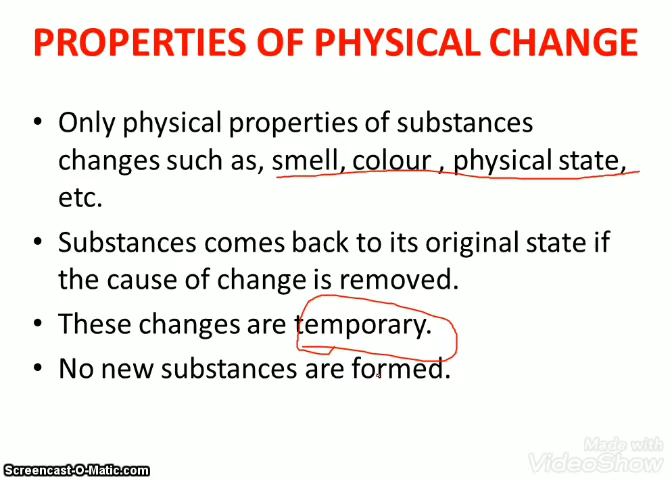 PROPERTIES OF PHYSICAL CHANGE
• Only physical properties of substances
changes such as, smell, colour , physical state,
etc.
• Substances comes back to its original state if
the cause of change is removed.
• These changes are temporary.
• No new substances are formed.
Made with
VideoShow
Screencast-O-Matic.com